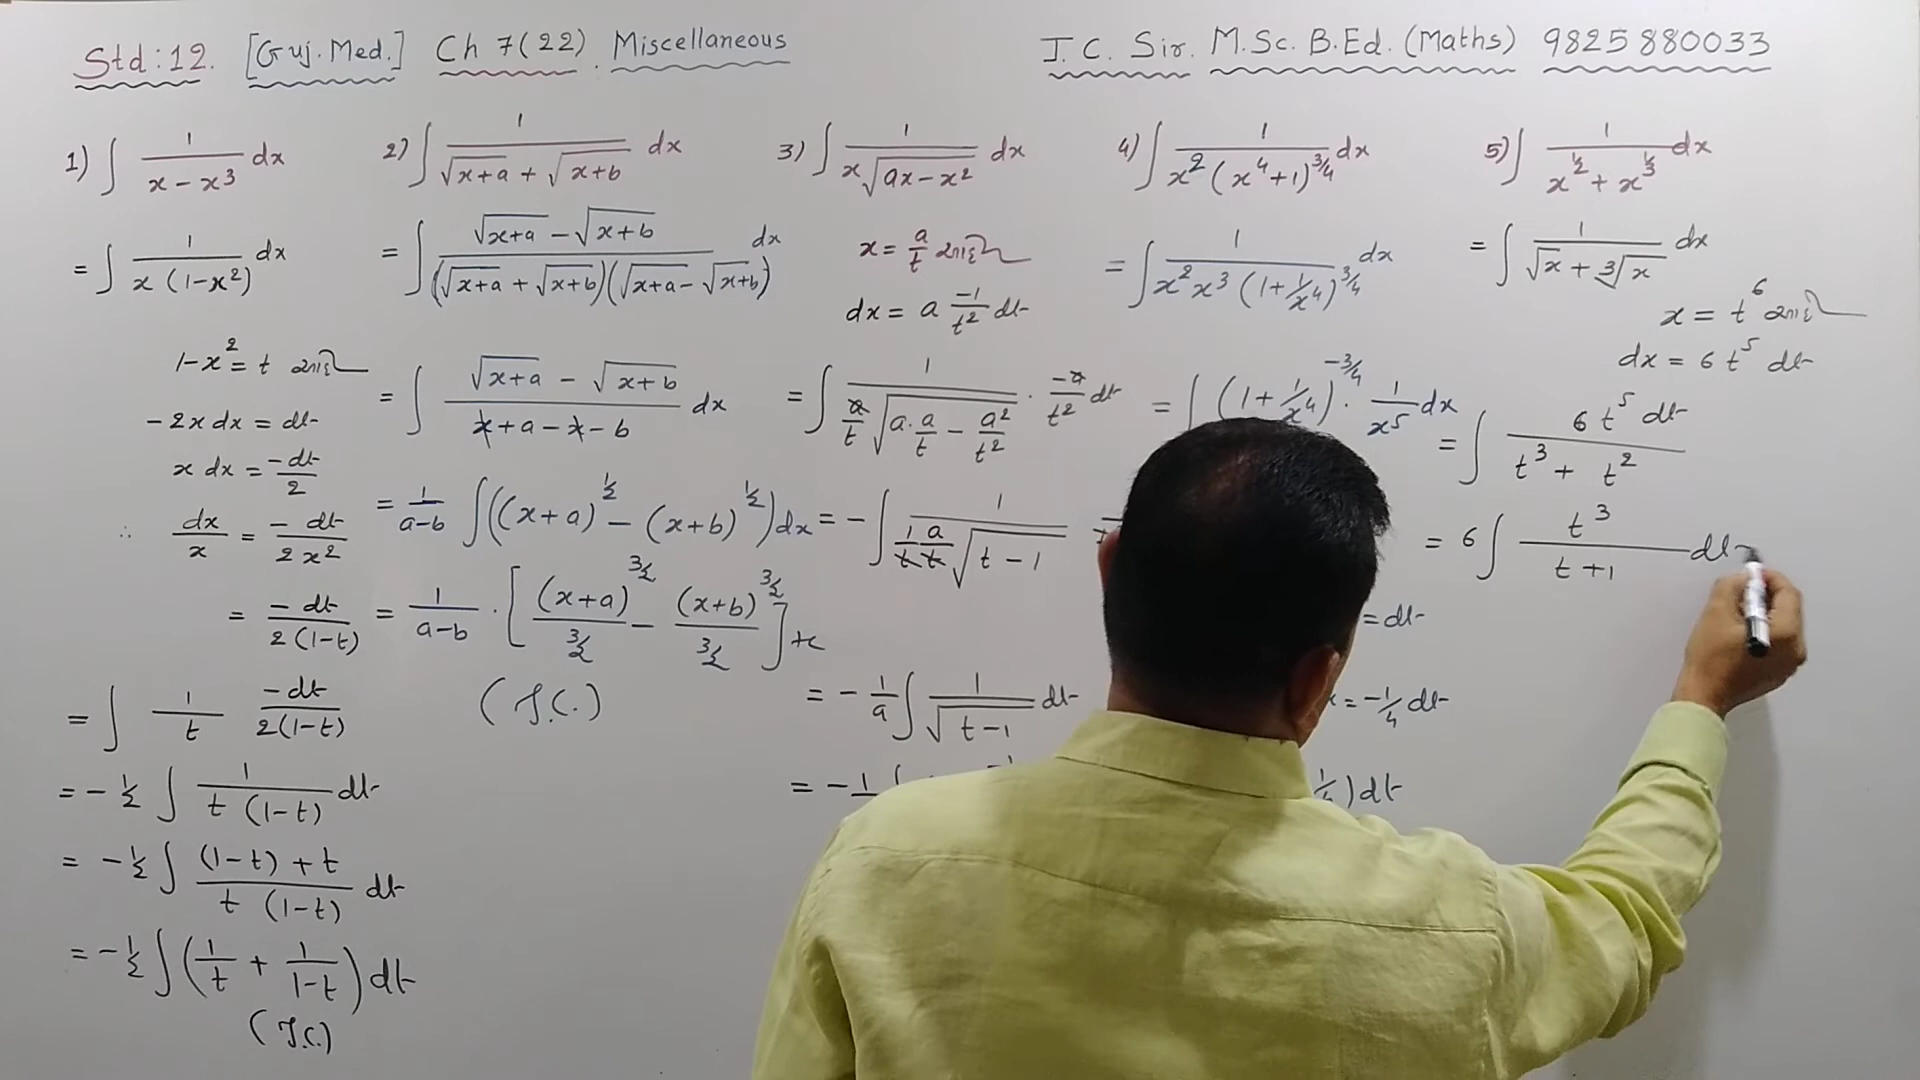 Std:12. [Guj. Med.] Ch 7(22). Miscellaneous J. C. Sir. M.Sc. B.Ed. (Maths) 9825880033
1) ∫ 1/(x - x³) dx
= ∫ 1/(x (1-x²)) dx
1-x² = t
-2x dx = dt
x dx = -dt/2
∴ dx/x = -dt/(2x²)
= -dt/(2(1-t))
= ∫ 1/t -dt/(2(1-t))
= -½ ∫ 1/(t (1-t)) dt
= -½ ∫ ((1-t) + t)/(t (1-t)) dt
= -½ ∫ (1/t + 1/(1-t)) dt
(J.C.)
2) ∫ 1/(√(x+a) + √(x+b)) dx
= ∫ (√(x+a) - √(x+b))/((√(x+a) + √(x+b))(√(x+a) - √(x+b))) dx
= ∫ (√(x+a) - √(x+b))/(x+a-x-b) dx
= 1/(a-b) ∫((x+a)^½ - (x+b)^½)dx
= 1/(a-b) · [(x+a)^3/2 / 3/2 - (x+b)^3/2 / 3/2] + c
(J.C.)
3) ∫ 1/(x√(ax-x²)) dx
x = a/t
dx = a -1/t² dt
= ∫ 1/(a/t √(a·a/t - a²/t²)) · -a/t² dt
= -∫ 1/(1/t a/t √(t-1))
= -1/a ∫ 1/√(t-1) dt
4) ∫ 1/(x² (x⁴+1)^3/4) dx
= ∫ 1/(x² x³ (1+1/x⁴)^3/4) dx
= ∫ (1+1/x⁴)^-3/4 · 1/x⁵ dx
= dt
= -1/4 dt
) dt
5) ∫ 1/(x^½ + x^⅓) dx
= ∫ 1/(√x + ³√x) dx
x = t⁶
dx = 6t⁵ dt
= ∫ 6t⁵ dt/(t³ + t²)
= 6 ∫ t³/(t+1) dt